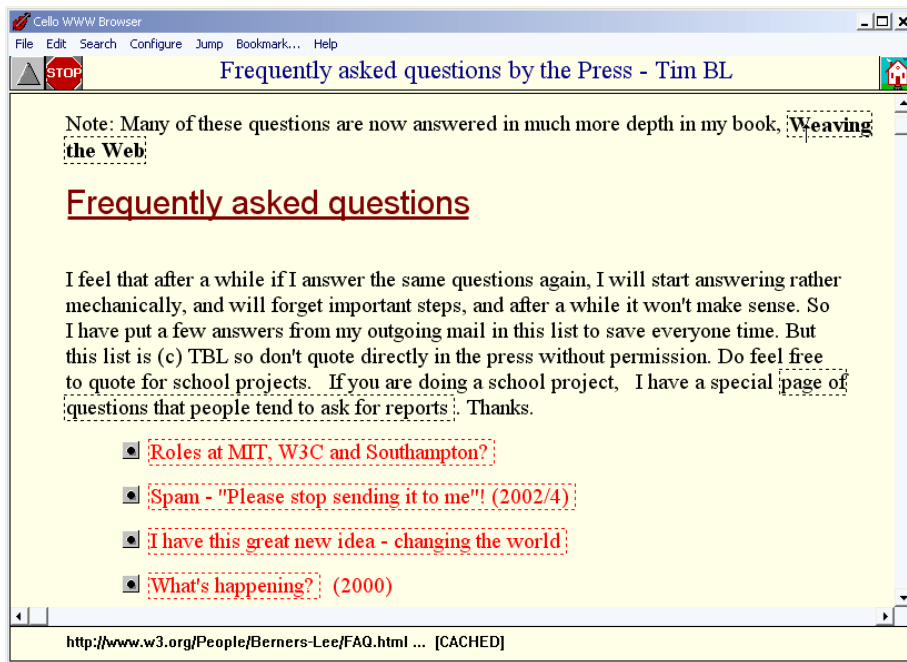 Cello WWW Browser
File Edit Search Configure Jump Bookmark... Help
STOP Frequently asked questions by the Press - Tim BL
Note: Many of these questions are now answered in much more depth in my book, Weaving
the Web
Frequently asked questions
I feel that after a while if I answer the same questions again, I will start answering rather
mechanically, and will forget important steps, and after a while it won't make sense. So
I have put a few answers from my outgoing mail in this list to save everyone time. But
this list is (c) TBL so don't quote directly in the press without permission. Do feel free
to quote for school projects. If you are doing a school project, I have a special page of
questions that people tend to ask for reports . Thanks.
Roles at MIT, W3C and Southampton?
Spam - "Please stop sending it to me"! (2002/4)
I have this great new idea - changing the world
What's happening? (2000)
http://www.w3.org/People/Berners-Lee/FAQ.html ... [CACHED]